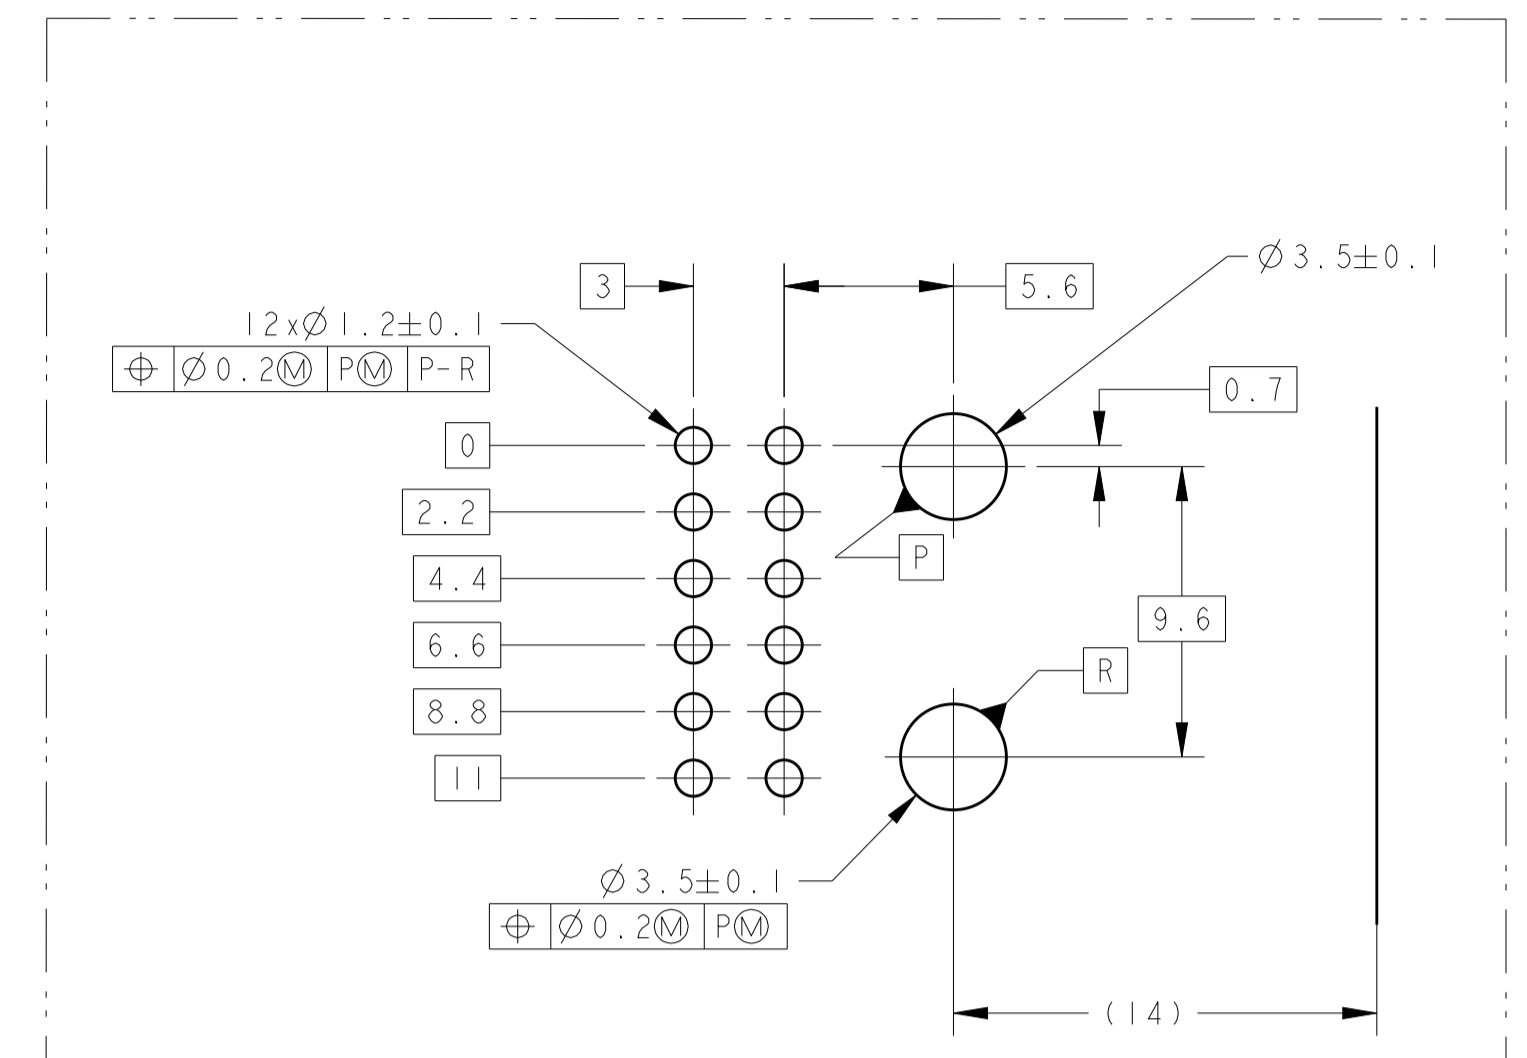 Ø3.5±0.1
3
5.6
12xØ1.2±0.1
⌖ Ø0.2Ⓜ PⓂ P-R
0.7
0
2.2
P
4.4
9.6
6.6
R
8.8
11
Ø3.5±0.1
⌖ Ø0.2Ⓜ PⓂ
(14)